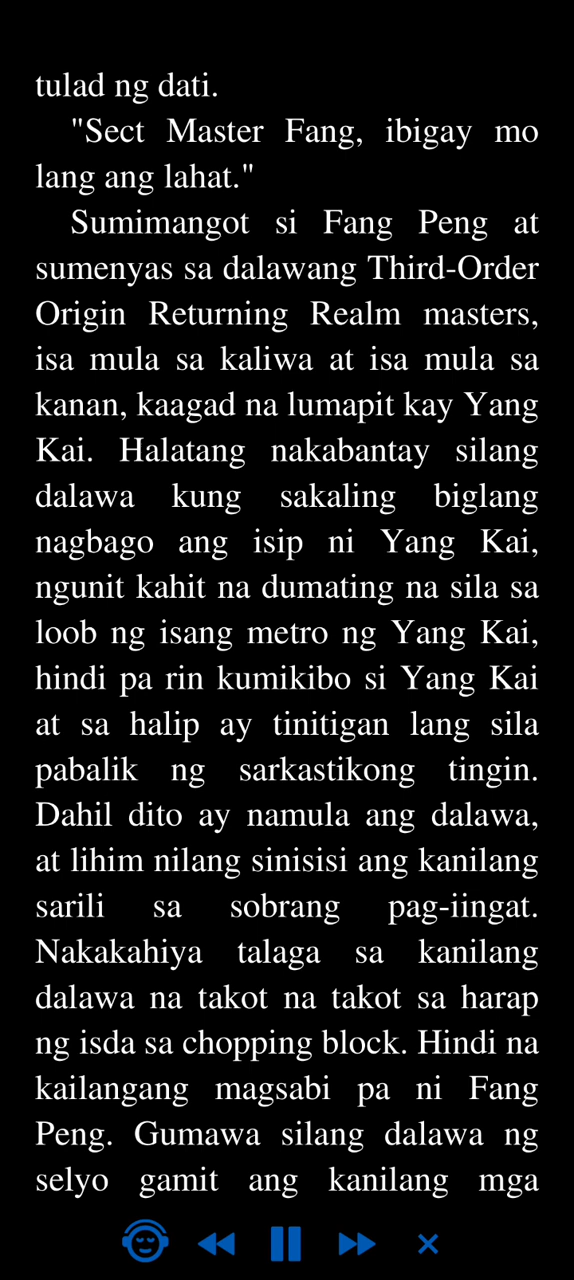 tulad ng dati.
"Sect Master Fang, ibigay mo
lang ang lahat."
Sumimangot si Fang Peng at
sumenyas sa dalawang Third-Order
Origin Returning Realm masters,
isa mula sa kaliwa at isa mula sa
kanan, kaagad na lumapit kay Yang
Kai. Halatang nakabantay silang
dalawa kung sakaling biglang
nagbago ang isip ni Yang Kai,
ngunit kahit na dumating na sila sa
loob ng isang metro ng Yang Kai,
hindi pa rin kumikibo si Yang Kai
at sa halip ay tinitigan lang sila
pabalik ng sarkastikong tingin.
Dahil dito ay namula ang dalawa,
at lihim nilang sinisisi ang kanilang
sarili sa sobrang pag-iingat.
Nakakahiya talaga sa kanilang
dalawa na takot na takot sa harap
ng isda sa chopping block. Hindi na
kailangang magsabi pa ni Fang
Peng. Gumawa silang dalawa ng
selyo gamit ang kanilang mga